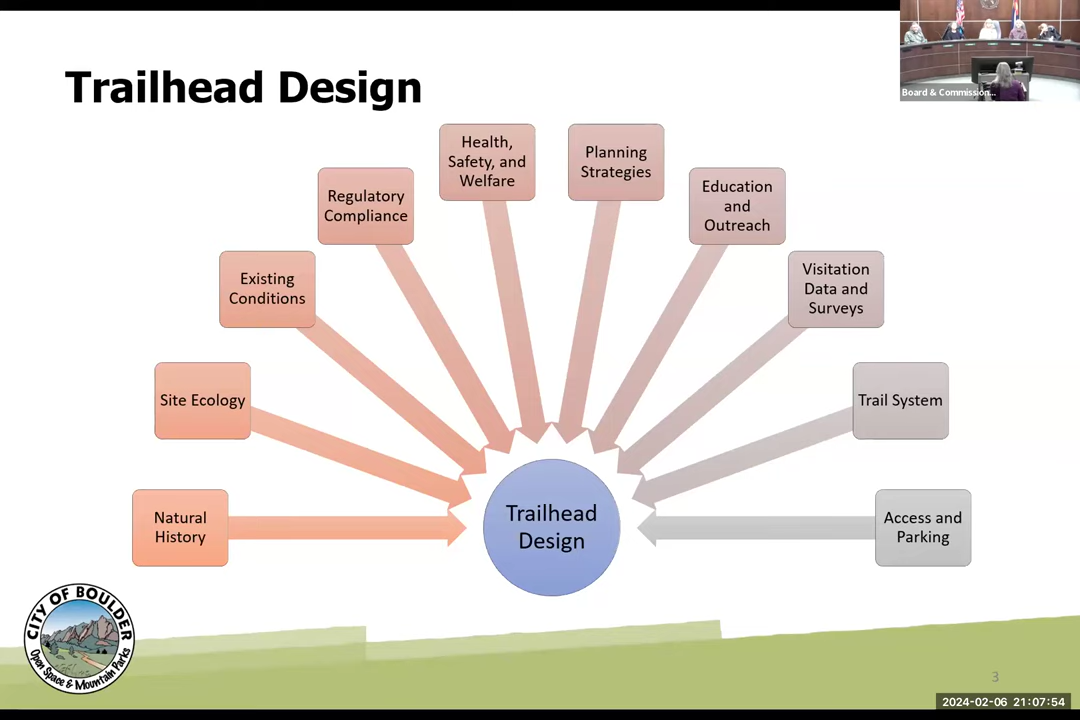 Trailhead Design
Board & Commission...
Health,
Safety, and
Welfare
Planning
Strategies
Regulatory
Compliance
Education
and
Outreach
Existing
Conditions
Visitation
Data and
Surveys
Site Ecology
Trail System
Natural
History
Trailhead
Design
Access and
Parking
CITY OF BOULDER
Open Space & Mountain Parks
3
2024-02-06 21:07:54